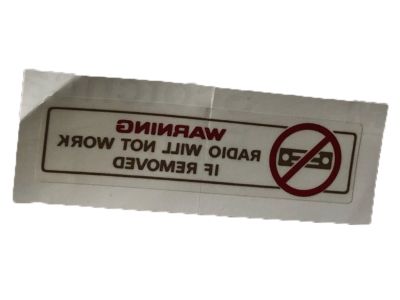 WARNING
RADIO WILL NOT WORK
IF REMOVED